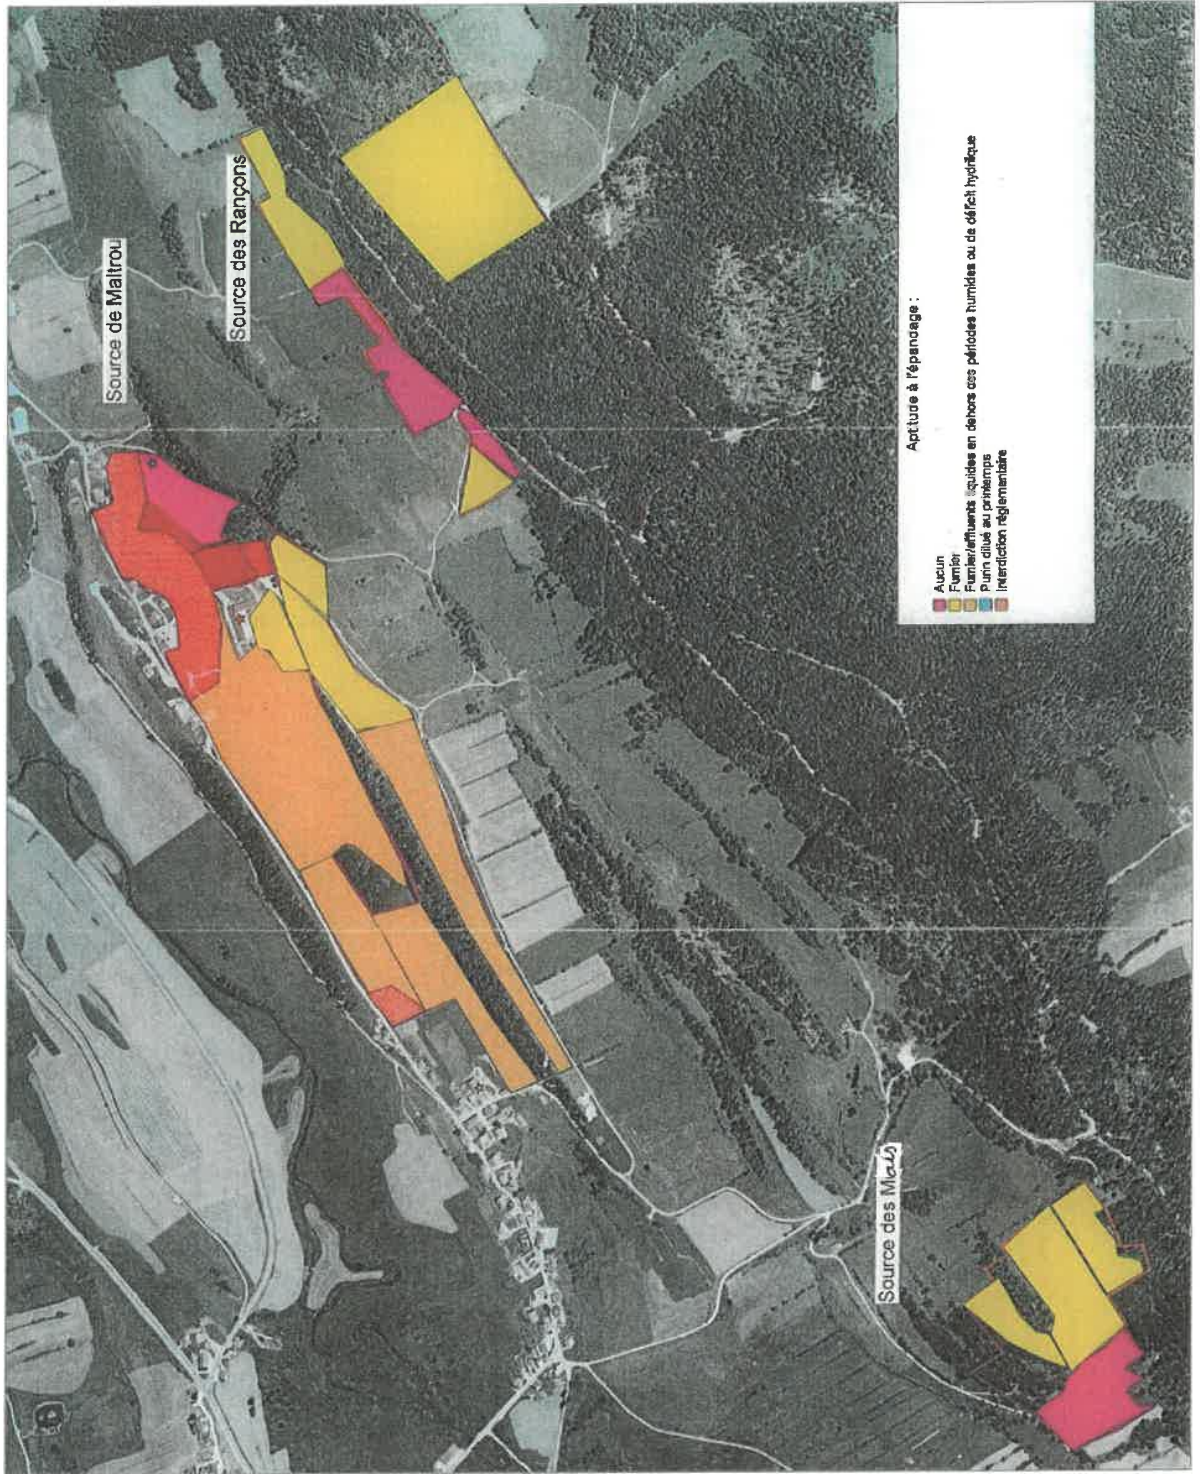 Source de Maltrou
Source des Rançons
Aptitude à l'épandage :
Aucun
Fumier
Fumier/effluents liquides en dehors des périodes humides ou de déficit hydrique
Purin dilué au printemps
Interdiction réglementaire
Source des Mais